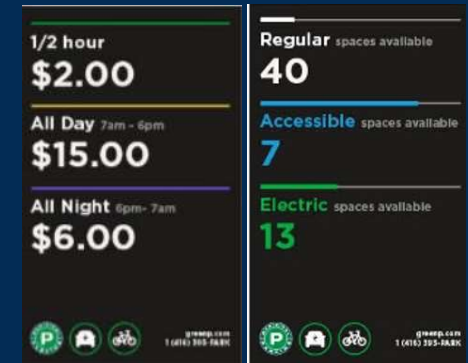 1/2 hour
$2.00
All Day 7am - 6pm
$15.00
All Night 6pm- 7am
$6.00
P
greenp.com
1 (416) 393-PARK
Regular spaces available
40
Accessible spaces available
7
Electric spaces available
13
P
greenp.com
1 (416) 393-PARK